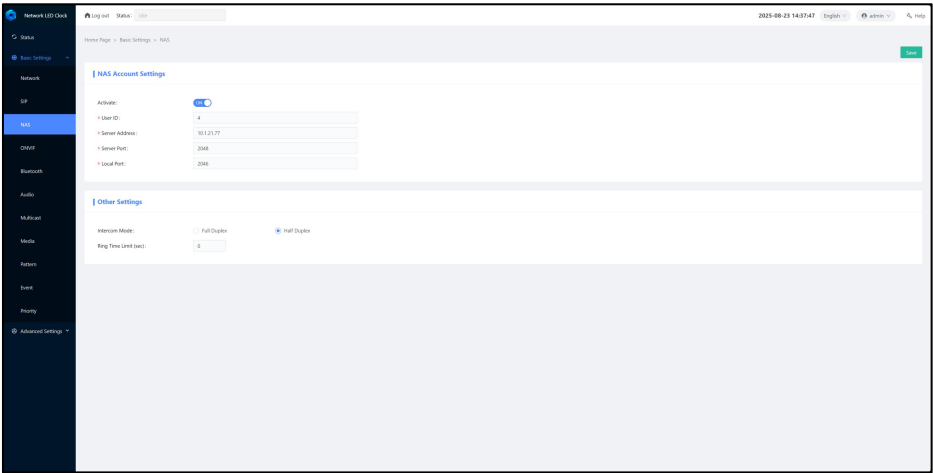 Network LED Clock
Log out Status: Idle
2025-08-23 14:37:47 English admin Help
Status
Basic Settings
Network
SIP
NAS
ONVIF
Bluetooth
Audio
Multicast
Media
Pattern
Event
Priority
Advanced Settings
Home Page > Basic Settings > NAS
Save
NAS Account Settings
Activate: ON
* User ID: 4
* Server Address: 10.1.21.77
* Server Port: 2048
* Local Port: 2046
Other Settings
Intercom Mode: Full Duplex Half Duplex
Ring Time Limit (sec): 0